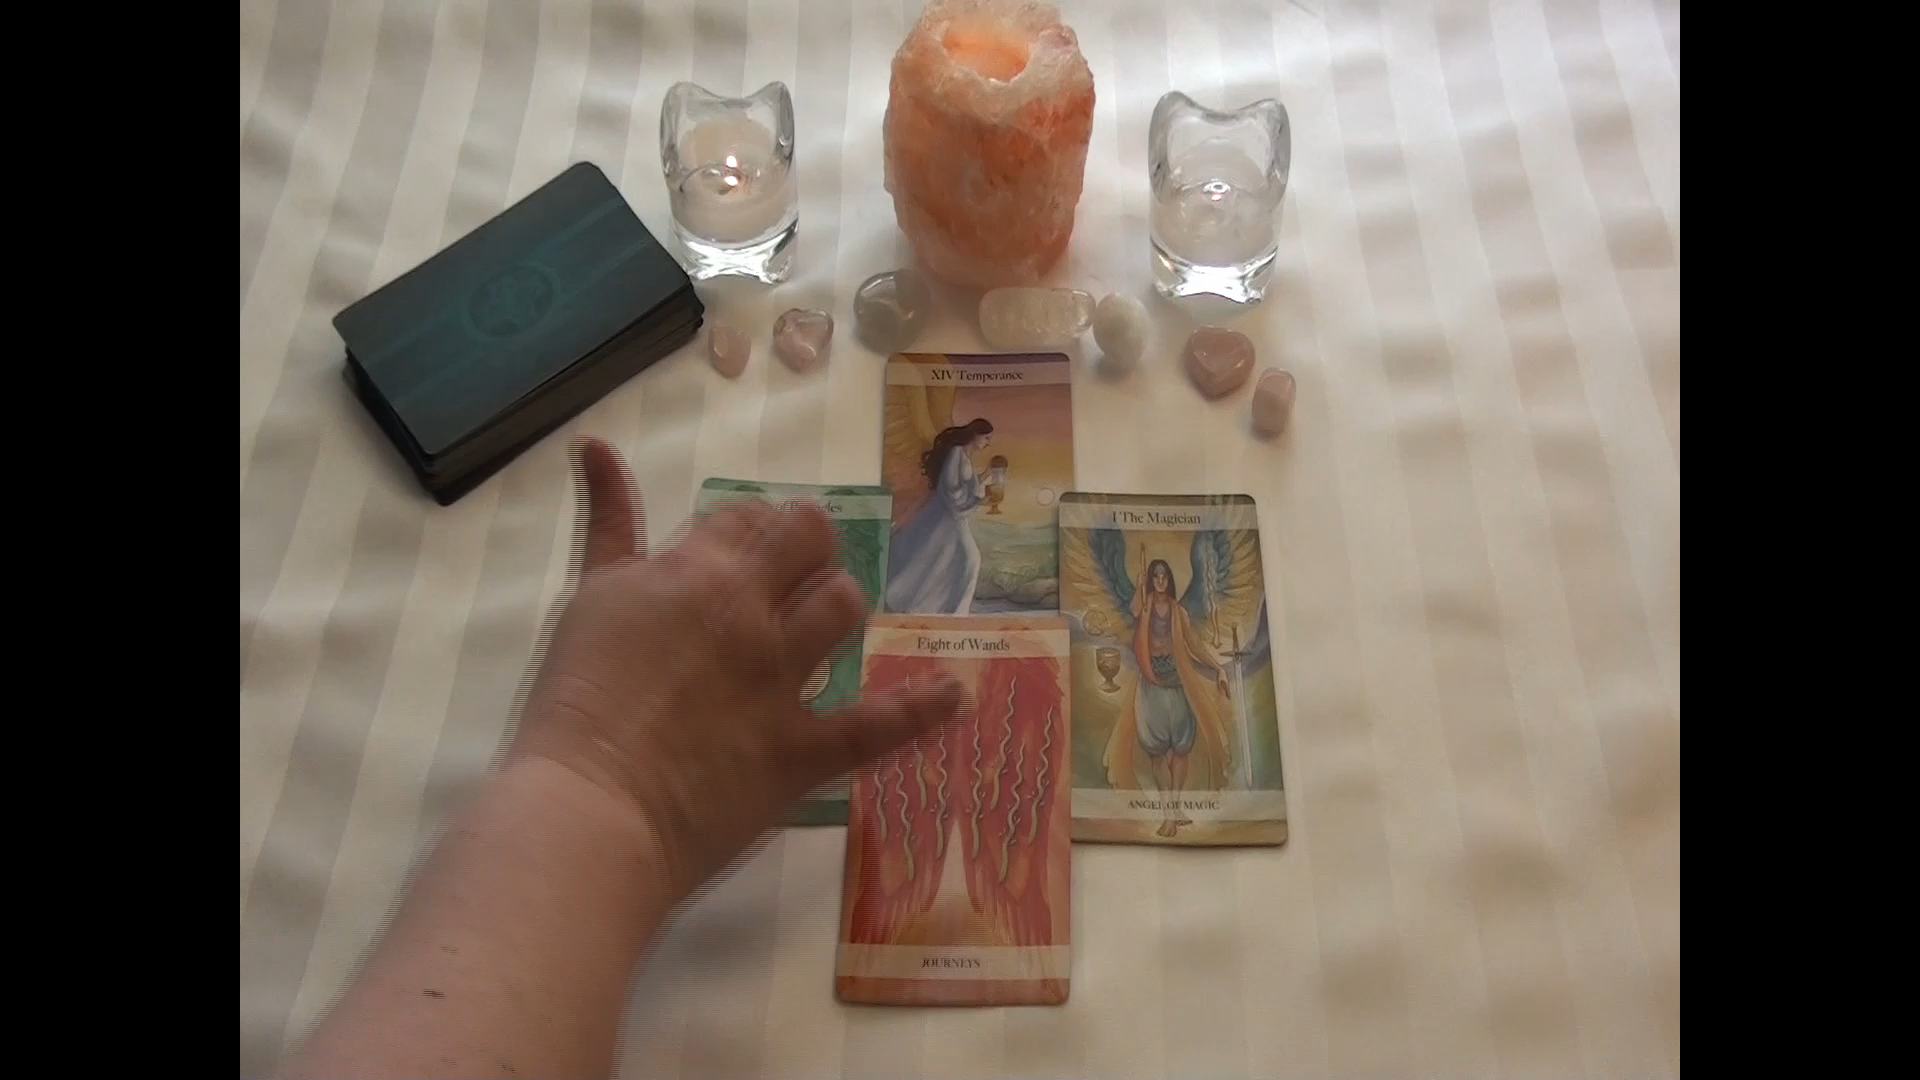 XIV Temperance
I The Magician
Eight of Wands
ANGEL OF MAGIC
JOURNEYS